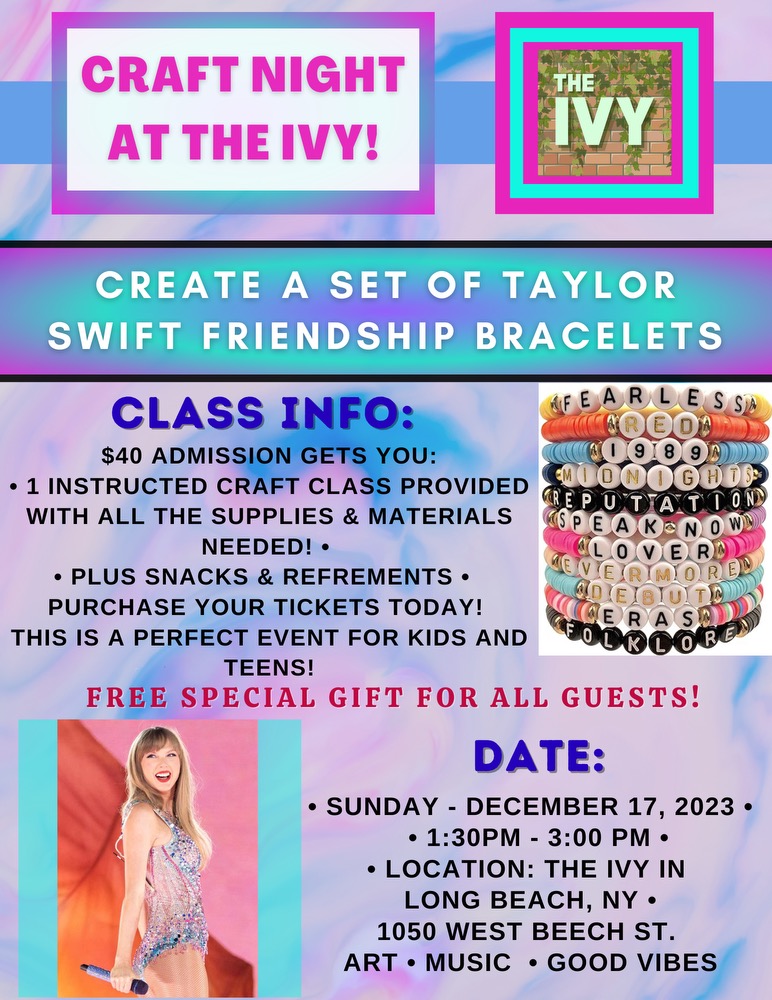 CRAFT NIGHT
AT THE IVY!
THE
IVY
CREATE A SET OF TAYLOR
SWIFT FRIENDSHIP BRACELETS
CLASS INFO:
$40 ADMISSION GETS YOU:
• 1 INSTRUCTED CRAFT CLASS PROVIDED
WITH ALL THE SUPPLIES & MATERIALS
NEEDED! •
• PLUS SNACKS & REFREMENTS •
PURCHASE YOUR TICKETS TODAY!
THIS IS A PERFECT EVENT FOR KIDS AND
TEENS!
FEARLESS
RED
1989
MIDNIGHTS
REPUTATION
SPEAK NOW
LOVER
EVERMORE
DEBUT
ERAS
FOLKLORE
FREE SPECIAL GIFT FOR ALL GUESTS!
DATE:
• SUNDAY - DECEMBER 17, 2023 •
• 1:30PM - 3:00 PM •
• LOCATION: THE IVY IN
LONG BEACH, NY •
1050 WEST BEECH ST.
ART • MUSIC • GOOD VIBES